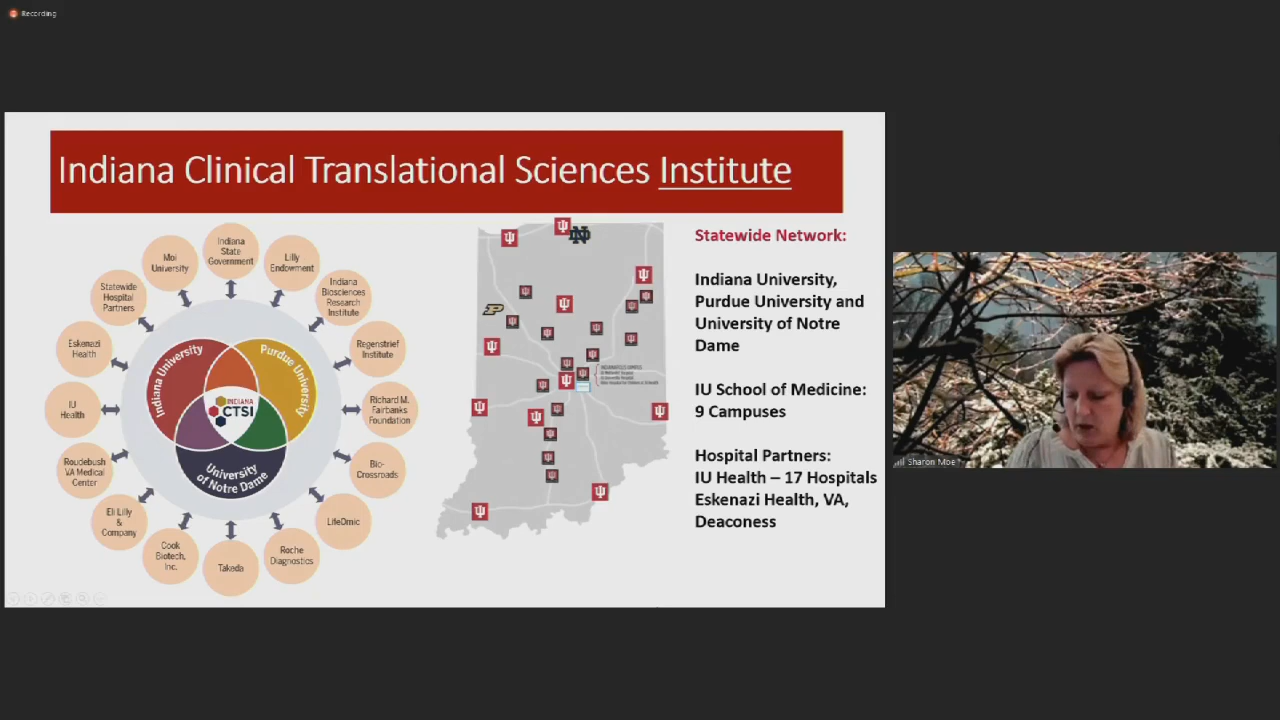 Recording
Indiana Clinical Translational Sciences Institute
Indiana
State
Government
Lilly
Endowment
Indiana
Biosciences
Research
Institute
Regenstrief
Institute
Richard M.
Fairbanks
Foundation
Bio-
Crossroads
LifeOmic
Roche
Diagnostics
Takeda
Cook
Biotech,
Inc.
Eli Lilly
&
Company
Roudebush
VA Medical
Center
IU
Health
Eskenazi
Health
Statewide
Hospital
Partners
Moi
University
Indiana University
Purdue University
University
of Notre Dame
INDIANA
CTSI
Statewide Network:
Indiana University,
Purdue University and
University of Notre
Dame
IU School of Medicine:
9 Campuses
Hospital Partners:
IU Health – 17 Hospitals
Eskenazi Health, VA,
Deaconess
Sharon Moe